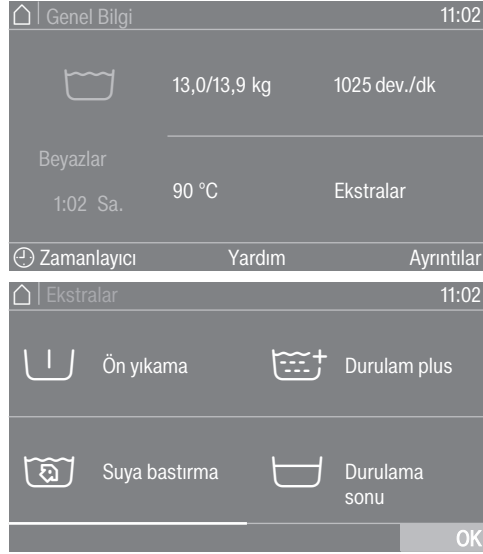 Genel Bilgi 11:02
13,0/13,9 kg 1025 dev./dk
Beyazlar
90 °C Ekstralar
1:02 Sa.
Zamanlayıcı Yardım Ayrıntılar
Ekstralar 11:02
Ön yıkama Durulam plus
Suya bastırma Durulama
sonu
OK